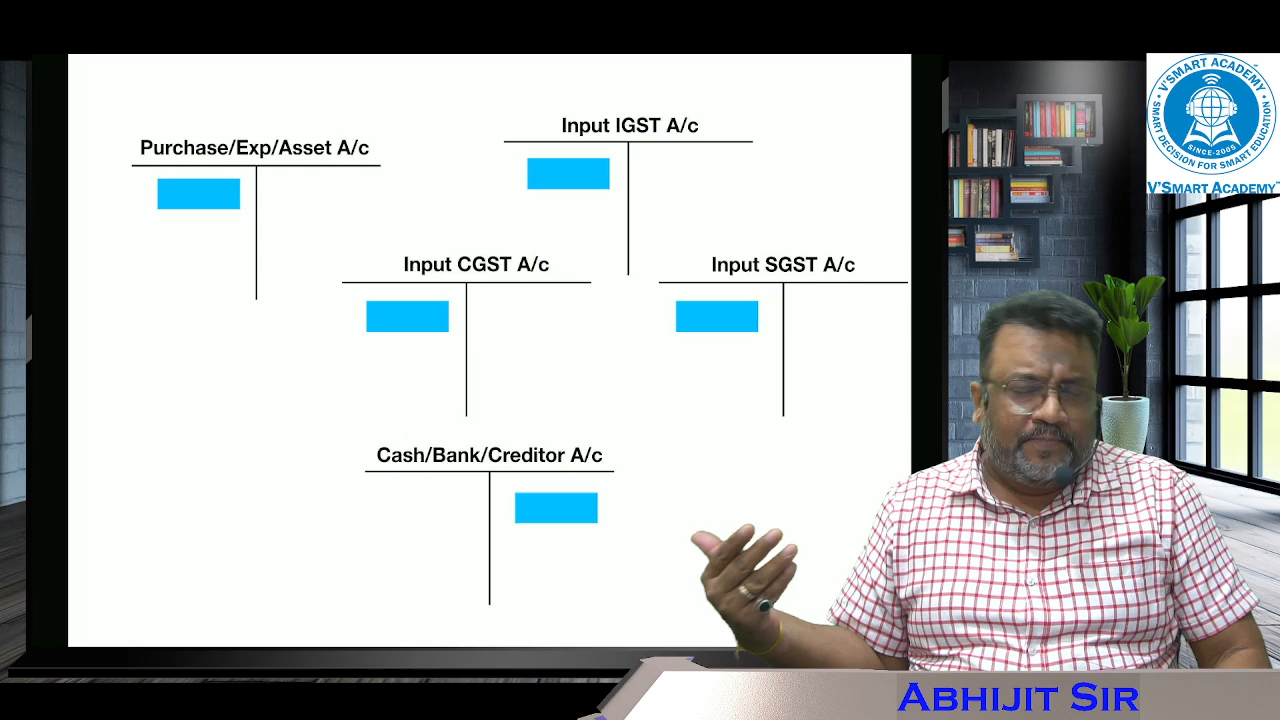 Purchase/Exp/Asset A/c
Input IGST A/c
Input CGST A/c
Input SGST A/c
Cash/Bank/Creditor A/c
V'SMART ACADEMY
SMART DECISION FOR SMART EDUCATION
SINCE-2005
V'SMART ACADEMY™
ABHIJIT SIR